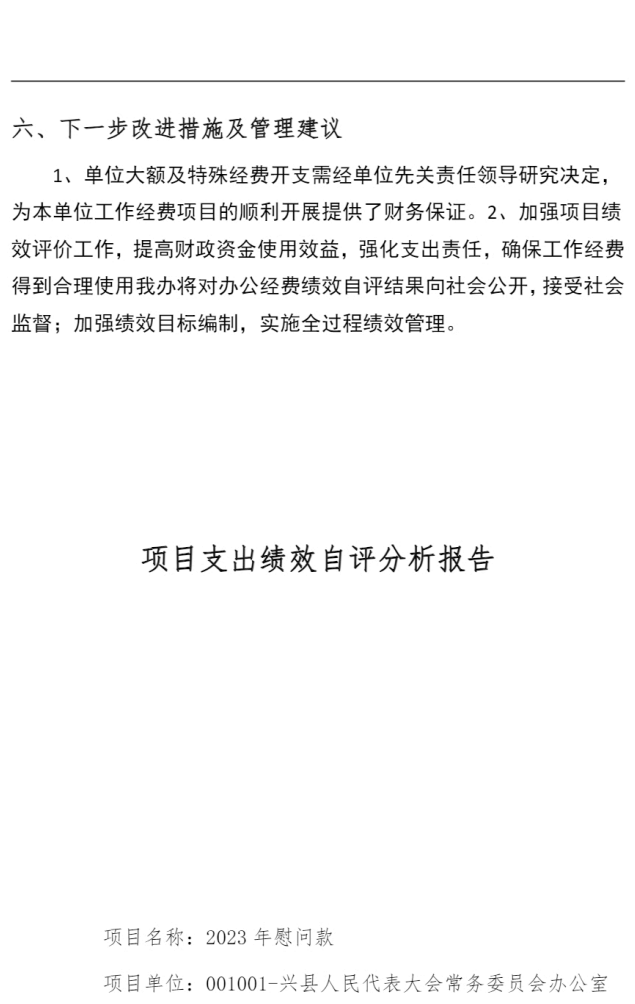 六、下一步改进措施及管理建议
1、单位大额及特殊经费开支需经单位先关责任领导研究决定，
为本单位工作经费项目的顺利开展提供了财务保证。2、加强项目绩
效评价工作，提高财政资金使用效益，强化支出责任，确保工作经费
得到合理使用我办将对办公经费绩效自评结果向社会公开，接受社会
监督；加强绩效目标编制，实施全过程绩效管理。
项目支出绩效自评分析报告
项目名称：2023 年慰问款
项目单位：001001-兴县人民代表大会常务委员会办公室